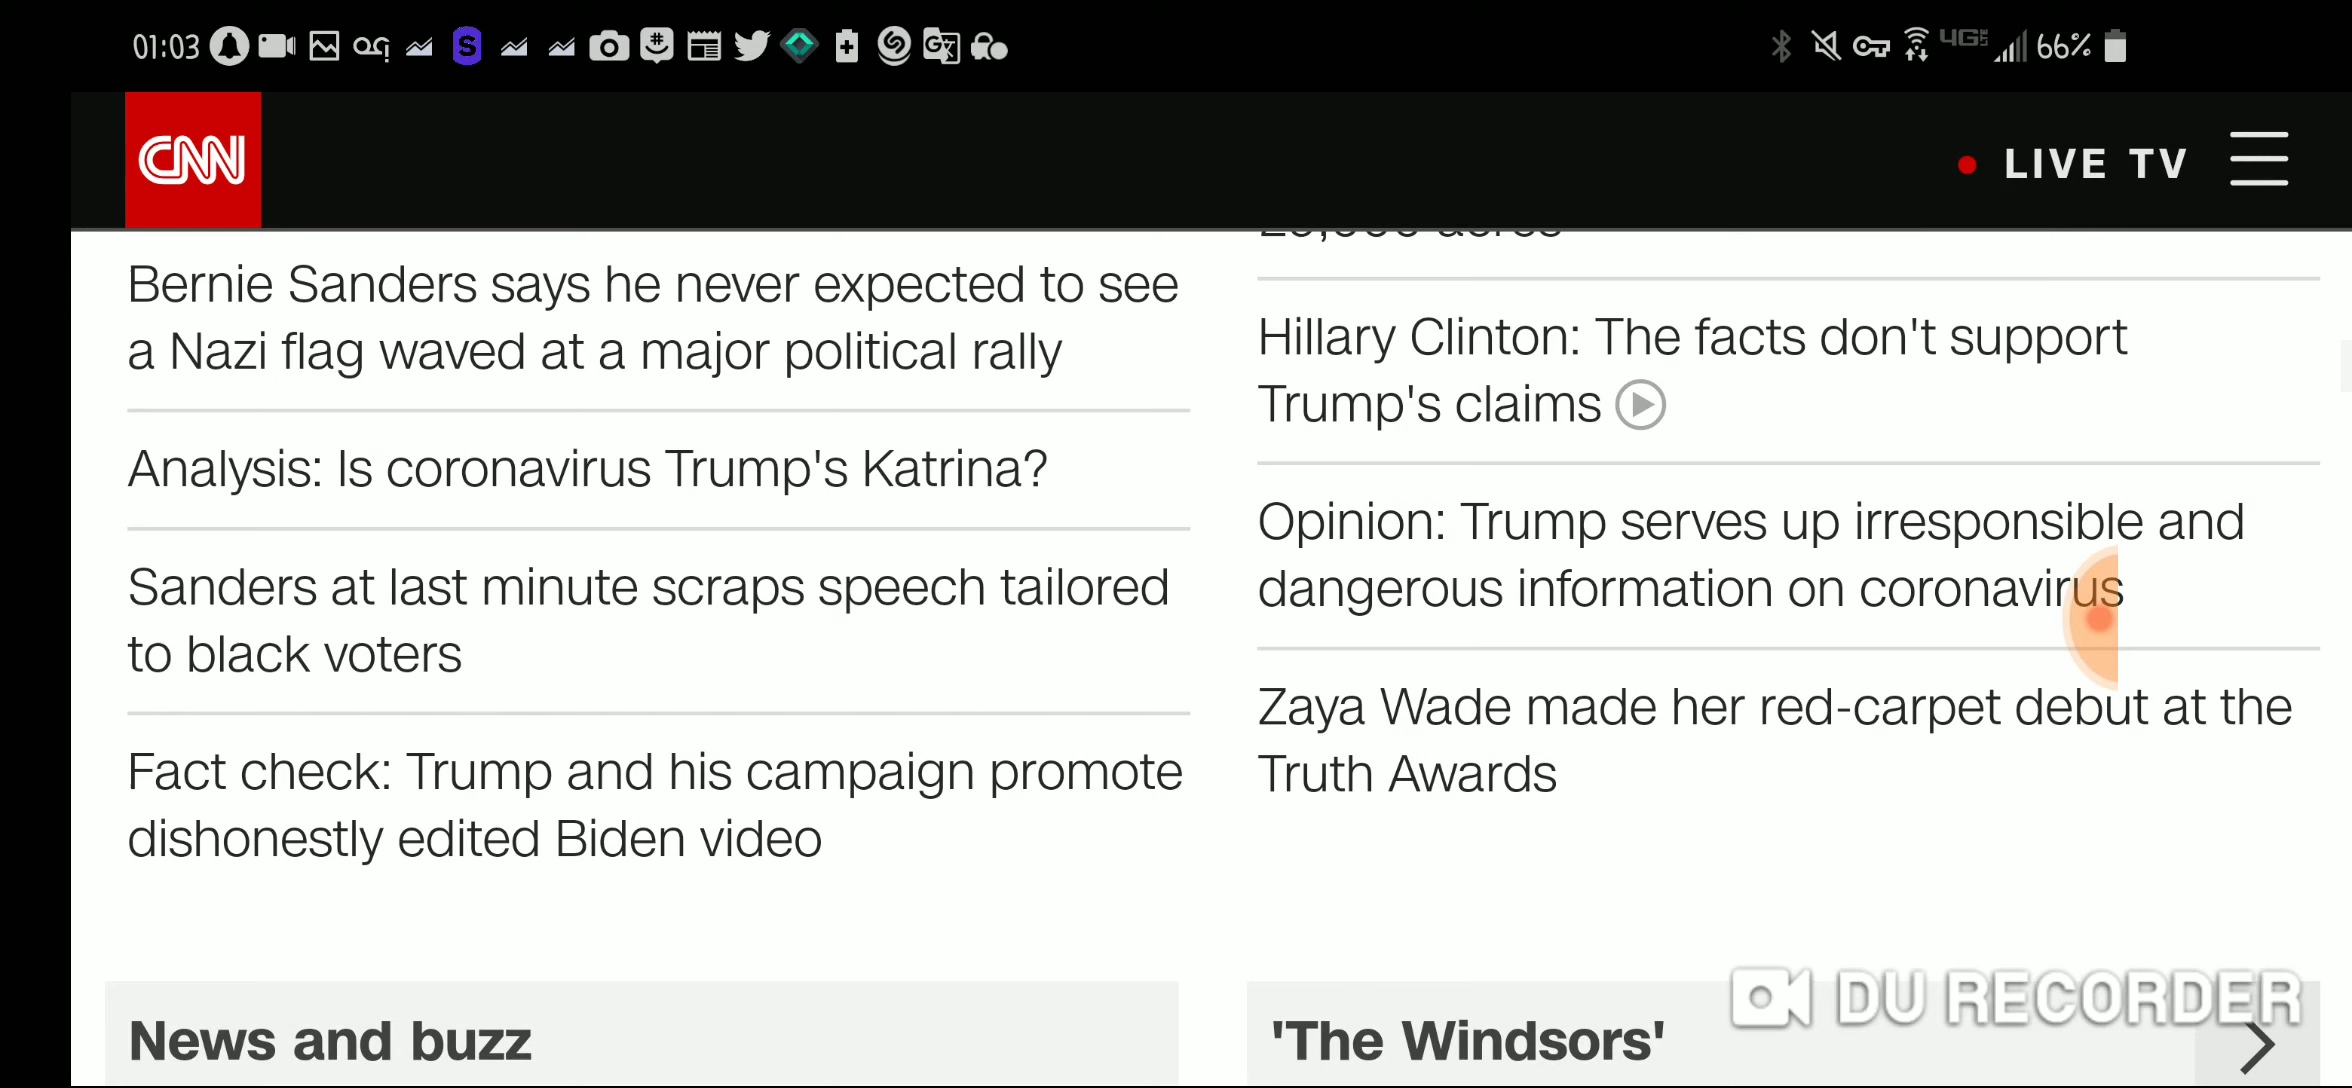 01:03
4G LTE 66%
CNN
LIVE TV
Bernie Sanders says he never expected to see
a Nazi flag waved at a major political rally
Analysis: Is coronavirus Trump's Katrina?
Sanders at last minute scraps speech tailored
to black voters
Fact check: Trump and his campaign promote
dishonestly edited Biden video
Hillary Clinton: The facts don't support
Trump's claims
Opinion: Trump serves up irresponsible and
dangerous information on coronavirus
Zaya Wade made her red-carpet debut at the
Truth Awards
News and buzz
'The Windsors'
DU RECORDER